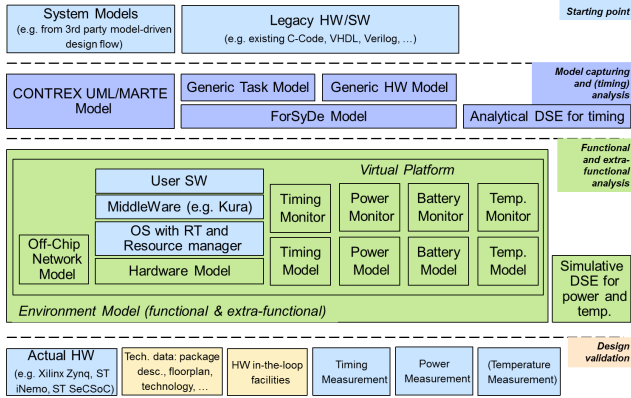 System Models
(e.g. from 3rd party model-driven
design flow)
Legacy HW/SW
(e.g. existing C-Code, VHDL, Verilog, …)
Starting point
Model capturing
and (timing)
analysis
CONTREX UML/MARTE
Model
Generic Task Model
Generic HW Model
ForSyDe Model
Analytical DSE for timing
Functional
and extra-
functional
analysis
Virtual Platform
User SW
MiddleWare (e.g. Kura)
OS with RT and
Resource manager
Hardware Model
Off-Chip
Network
Model
Timing
Monitor
Power
Monitor
Battery
Monitor
Temp.
Monitor
Timing
Model
Power
Model
Battery
Model
Temp.
Model
Simulative
DSE for
power and
temp.
Environment Model (functional & extra-functional)
Design
validation
Actual HW
(e.g. Xilinx Zynq, ST
iNemo, ST SeCSoC)
Tech. data: package
desc., floorplan,
technology, …
HW in-the-loop
facilities
Timing
Measurement
Power
Measurement
(Temperature
Measurement)